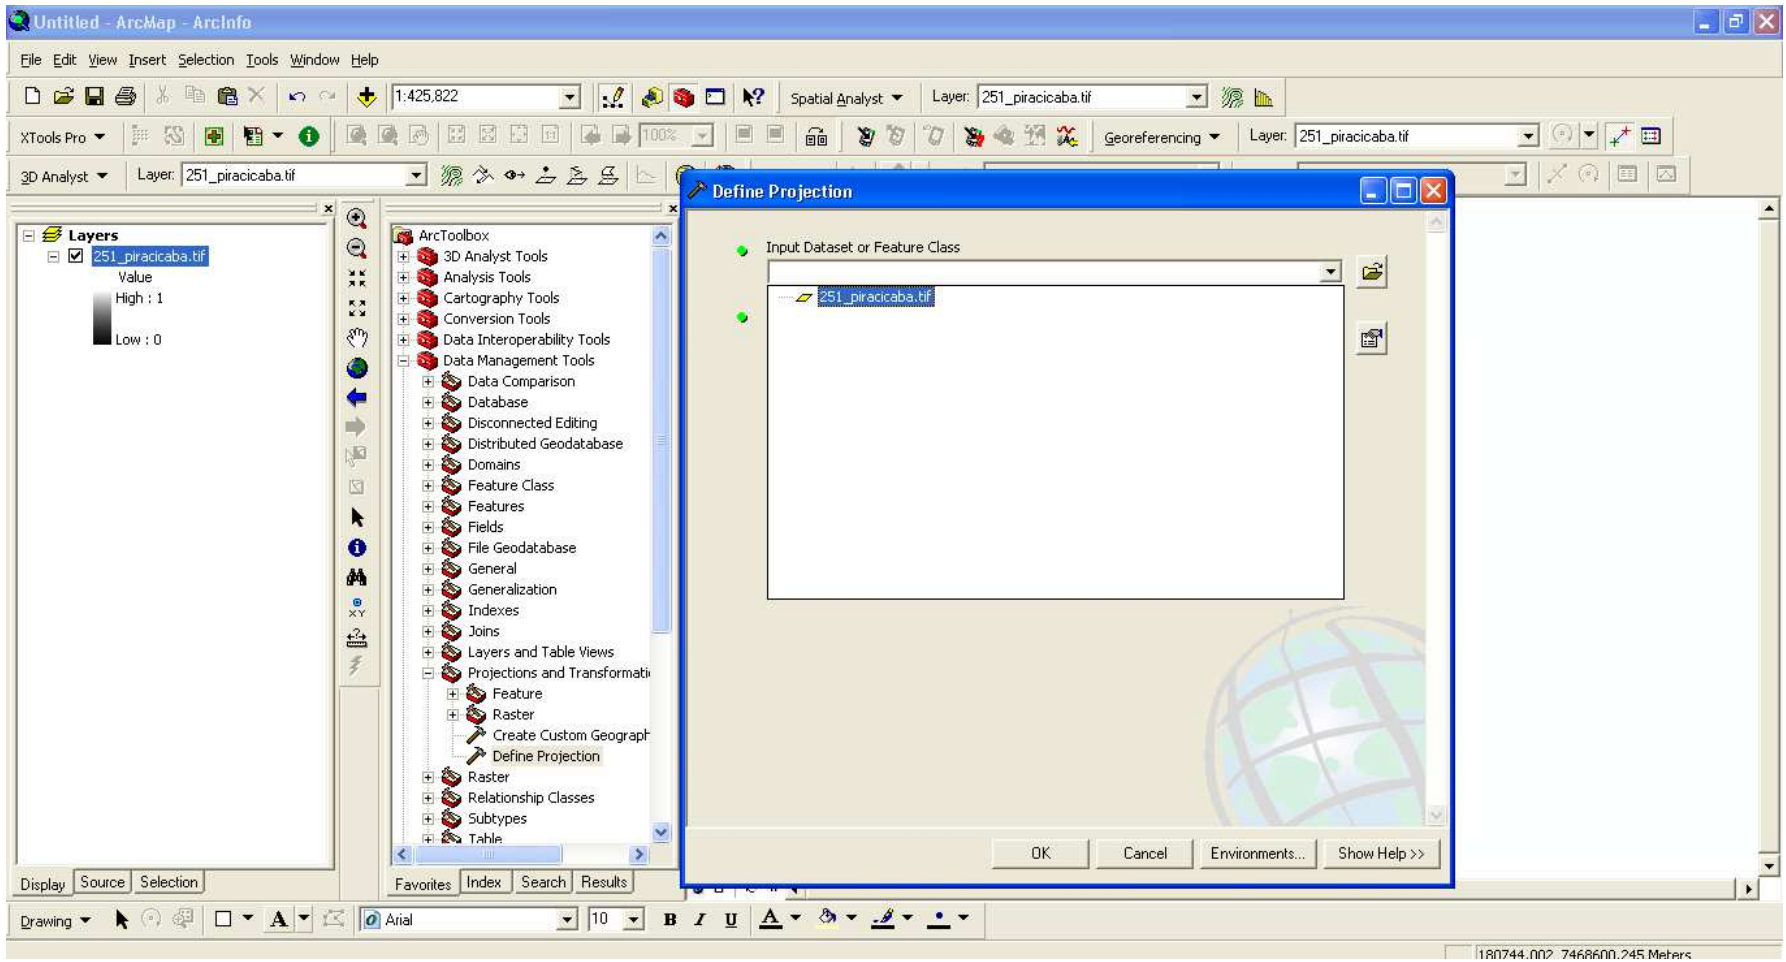 Untitled - ArcMap - ArcInfo
File Edit View Insert Selection Tools Window Help
1:425,822 Spatial Analyst Layer: 251_piracicaba.tif
XTools Pro 100% Georeferencing Layer: 251_piracicaba.tif
3D Analyst Layer: 251_piracicaba.tif
Layers
251_piracicaba.tif
Value
High : 1
Low : 0
Display Source Selection
ArcToolbox
3D Analyst Tools
Analysis Tools
Cartography Tools
Conversion Tools
Data Interoperability Tools
Data Management Tools
Data Comparison
Database
Disconnected Editing
Distributed Geodatabase
Domains
Feature Class
Features
Fields
File Geodatabase
General
Generalization
Indexes
Joins
Layers and Table Views
Projections and Transformati
Feature
Raster
Create Custom Geograph
Define Projection
Raster
Relationship Classes
Subtypes
Table
Favorites Index Search Results
Define Projection
Input Dataset or Feature Class
251_piracicaba.tif
OK Cancel Environments... Show Help >>
Drawing A Arial 10 B I U A
180744,002 7468600,245 Meters